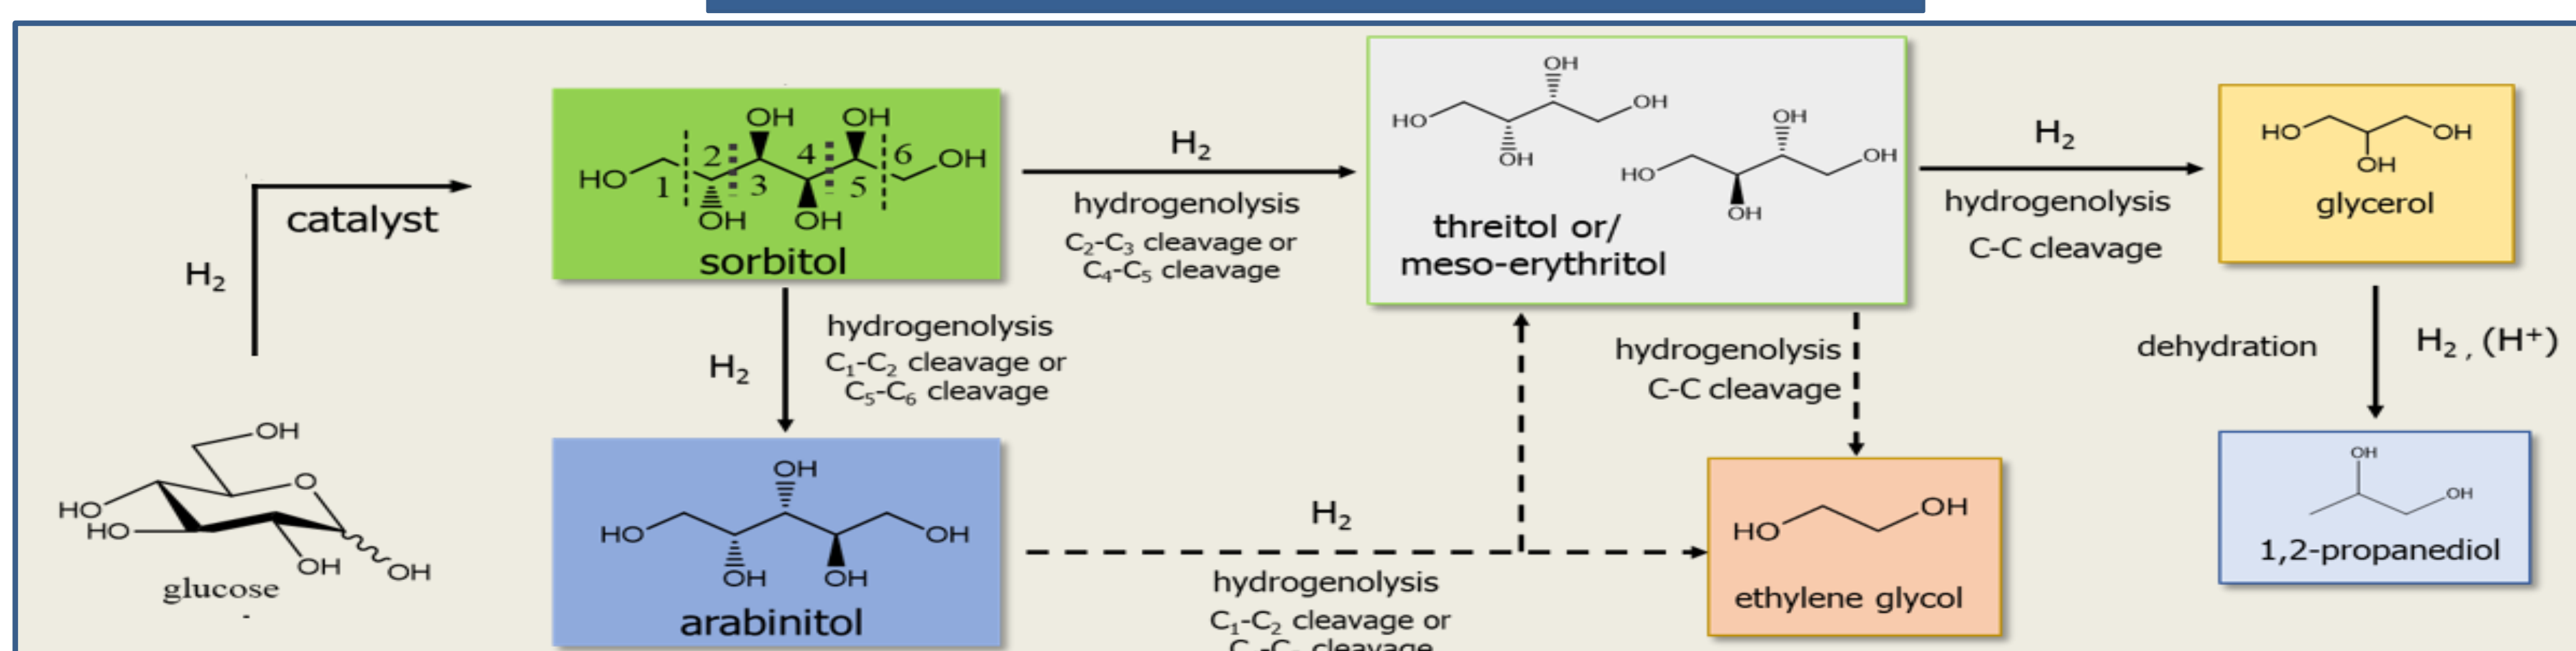 H2
catalyst
HO
OH
O
HO
HO
OH
OH
glucose
OH OH
HO 1 2 3 4 5 6 OH
OH OH
sorbitol
H2
hydrogenolysis
C2-C3 cleavage or
C4-C5 cleavage
H2
hydrogenolysis
C1-C2 cleavage or
C5-C6 cleavage
OH
HO OH
OH OH
arabinitol
OH
HO OH
OH
OH
HO OH
OH
threitol or/
meso-erythritol
H2
hydrogenolysis
C-C cleavage
HO OH
OH
glycerol
hydrogenolysis
C-C cleavage
dehydration
H2 , (H+)
H2
hydrogenolysis
C1-C2 cleavage or
cleavage
HO OH
ethylene glycol
OH
OH
1,2-propanediol